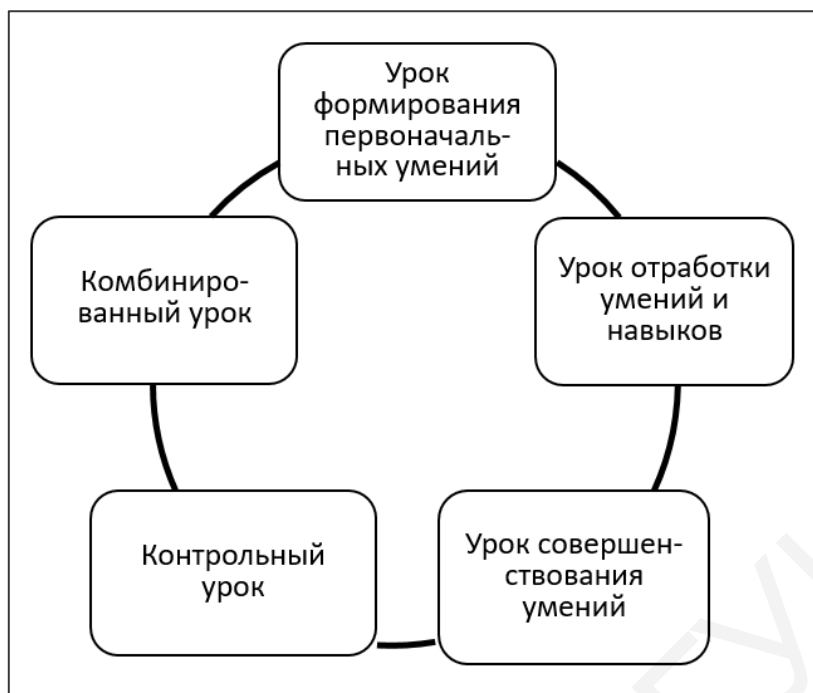 Урок
формирования
первоначаль-
ных умений
Урок отработки
умений и
навыков
Урок совершен-
ствования
умений
Контрольный
урок
Комбиниро-
ванный урок